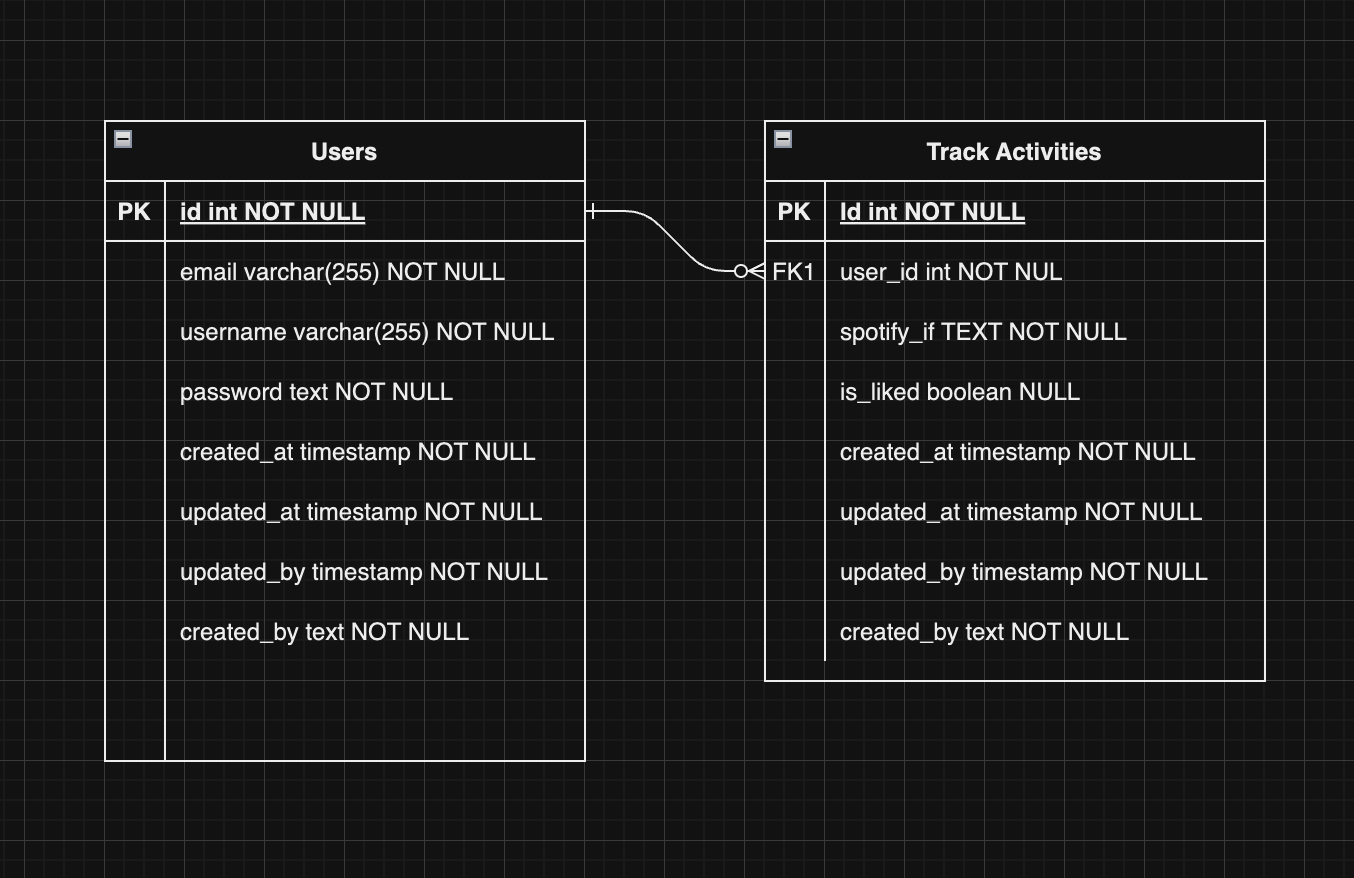 Users
PK id int NOT NULL
email varchar(255) NOT NULL
username varchar(255) NOT NULL
password text NOT NULL
created_at timestamp NOT NULL
updated_at timestamp NOT NULL
updated_by timestamp NOT NULL
created_by text NOT NULL
Track Activities
PK Id int NOT NULL
FK1 user_id int NOT NUL
spotify_if TEXT NOT NULL
is_liked boolean NULL
created_at timestamp NOT NULL
updated_at timestamp NOT NULL
updated_by timestamp NOT NULL
created_by text NOT NULL